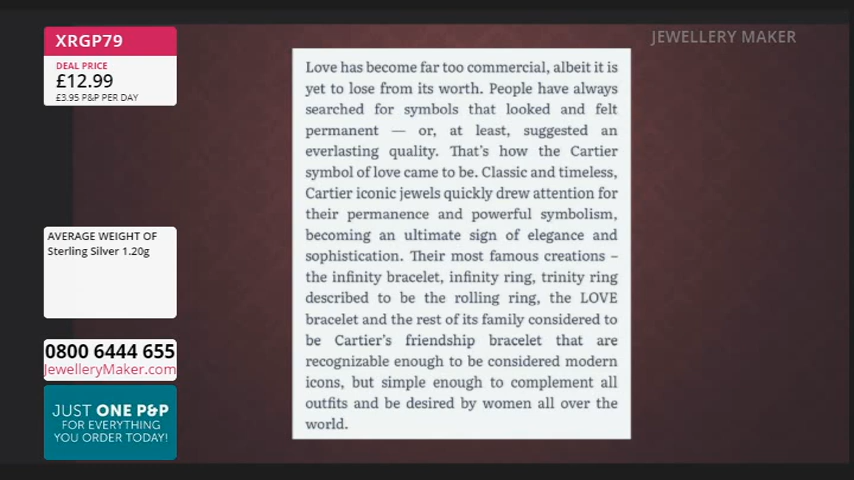 XRGP79
DEAL PRICE
£12.99
£3.95 P&P PER DAY
AVERAGE WEIGHT OF
Sterling Silver 1.20g
0800 6444 655
JewelleryMaker.com
JUST ONE P&P
FOR EVERYTHING
YOU ORDER TODAY!
JEWELLERY MAKER
Love has become far too commercial, albeit it is
yet to lose from its worth. People have always
searched for symbols that looked and felt
permanent — or, at least, suggested an
everlasting quality. That's how the Cartier
symbol of love came to be. Classic and timeless,
Cartier iconic jewels quickly drew attention for
their permanence and powerful symbolism,
becoming an ultimate sign of elegance and
sophistication. Their most famous creations –
the infinity bracelet, infinity ring, trinity ring
described to be the rolling ring, the LOVE
bracelet and the rest of its family considered to
be Cartier's friendship bracelet that are
recognizable enough to be considered modern
icons, but simple enough to complement all
outfits and be desired by women all over the
world.